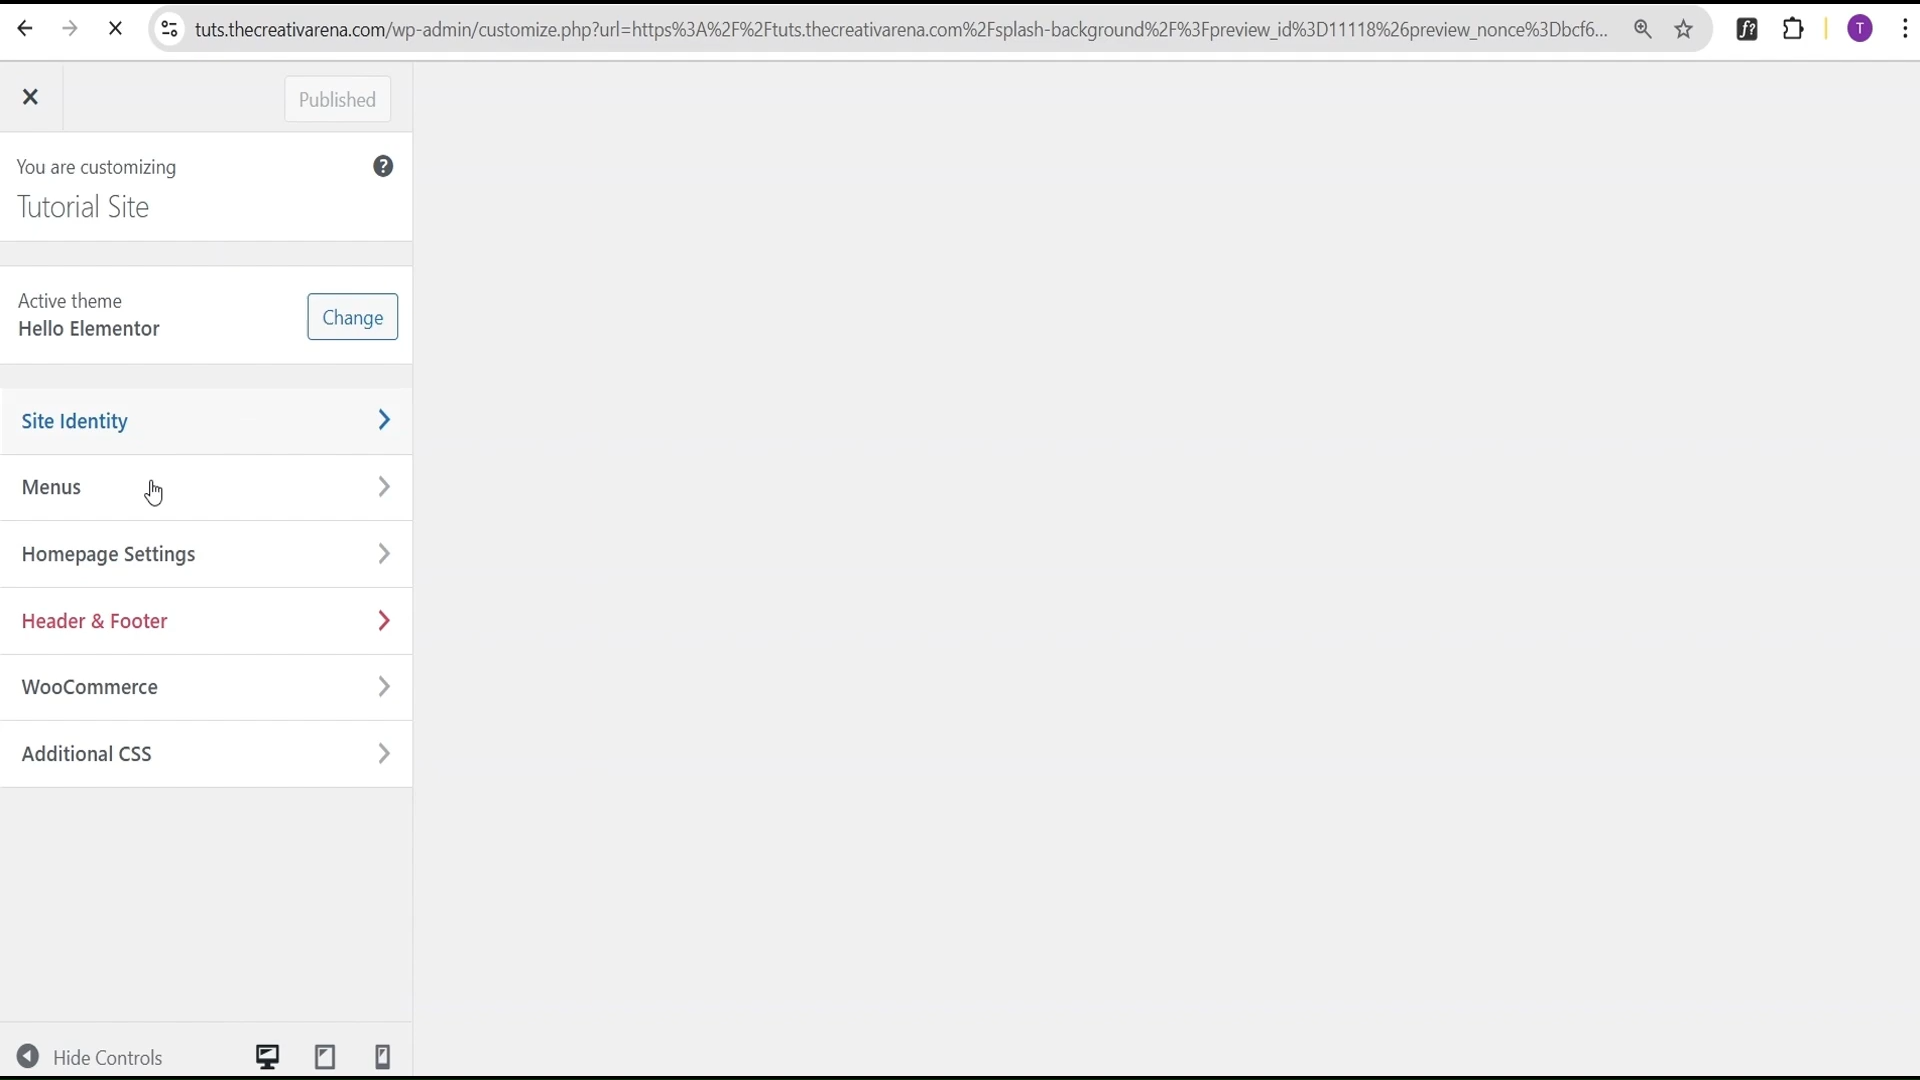 tuts.thecreativarena.com/wp-admin/customize.php?url=https%3A%2F%2Ftuts.thecreativarena.com%2Fsplash-background%2F%3Fpreview_id%3D11118%26preview_nonce%3Dbcf6...
f?
T
Published
You are customizing
?
Tutorial Site
Active theme
Hello Elementor
Change
Site Identity
Menus
Homepage Settings
Header & Footer
WooCommerce
Additional CSS
Hide Controls